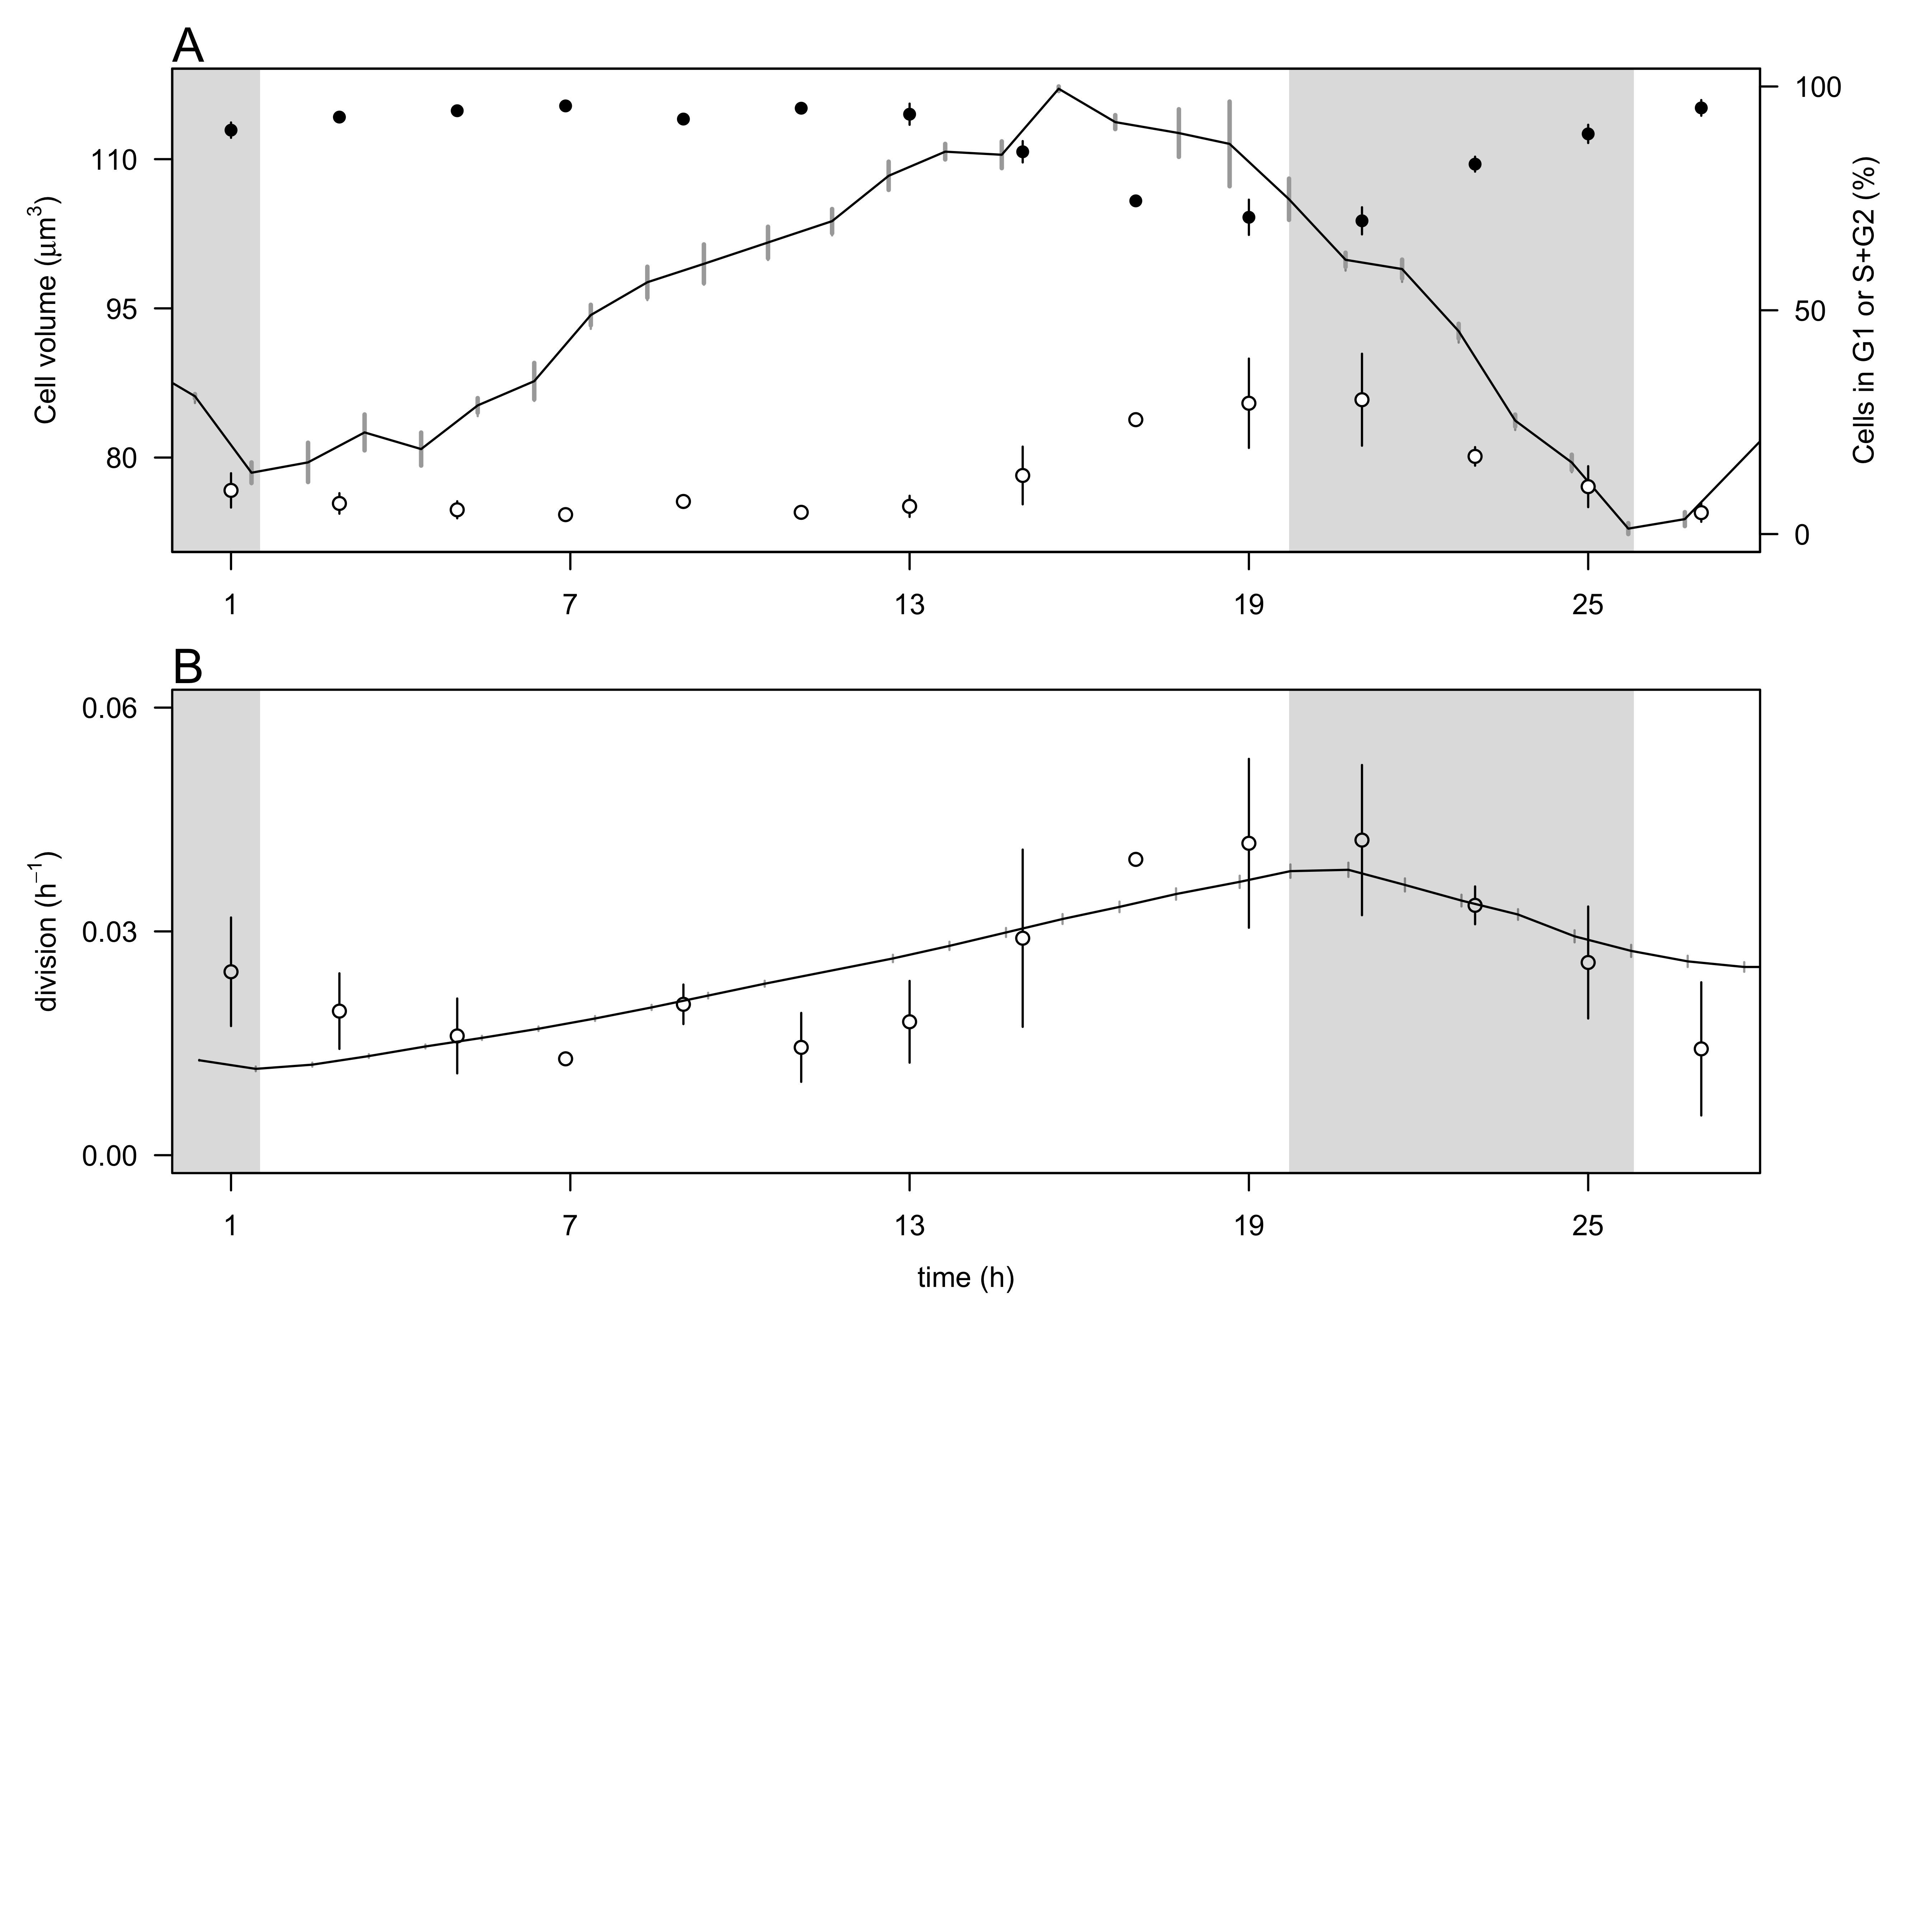 A
Cell volume (μm³)
110
95
80
100
50
0
Cells in G1 or S+G2 (%)
1 7 13 19 25
B
division (h⁻¹)
0.06
0.03
0.00
1 7 13 19 25
time (h)